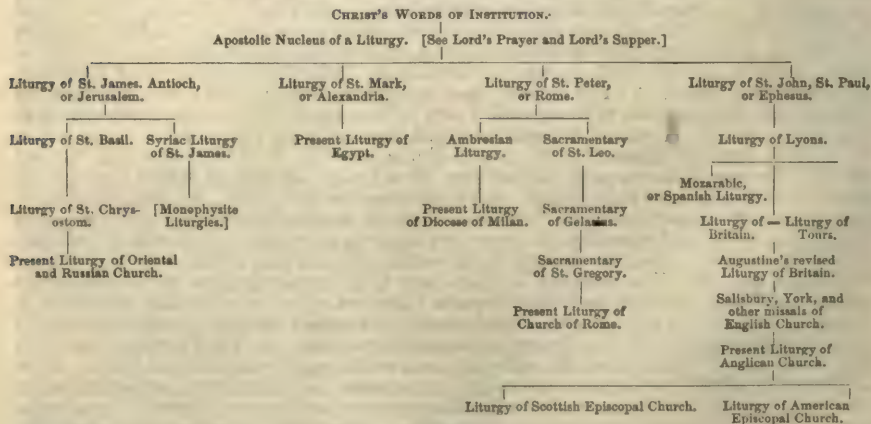 CHRIST'S WORDS OF INSTITUTION.
Apostolic Nucleus of a Liturgy. [See Lord's Prayer and Lord's Supper.]
Liturgy of St. James. Antioch,
or Jerusalem.
Liturgy of St. Mark,
or Alexandria.
Liturgy of St. Peter,
or Rome.
Liturgy of St. John, St. Paul,
or Ephesus.
Liturgy of St. Basil.
Syriac Liturgy
of St. James.
Present Liturgy of
Egypt.
Ambrosian
Liturgy.
Sacramentary
of St. Leo.
Liturgy of Lyons.
Mozarabic,
or Spanish Liturgy.
Liturgy of St. Chrys-
ostom.
[Monophysite
Liturgies.]
Present Liturgy
of Diocese of Milan.
Sacramentary
of Gelasius.
Liturgy of — Liturgy of
Britain. Tours.
Present Liturgy of Oriental
and Russian Church.
Sacramentary
of St. Gregory.
Augustine's revised
Liturgy of Britain.
Present Liturgy of
Church of Rome.
Salisbury, York, and
other missals of
English Church.
Present Liturgy of
Anglican Church.
Liturgy of Scottish Episcopal Church.
Liturgy of American
Episcopal Church.